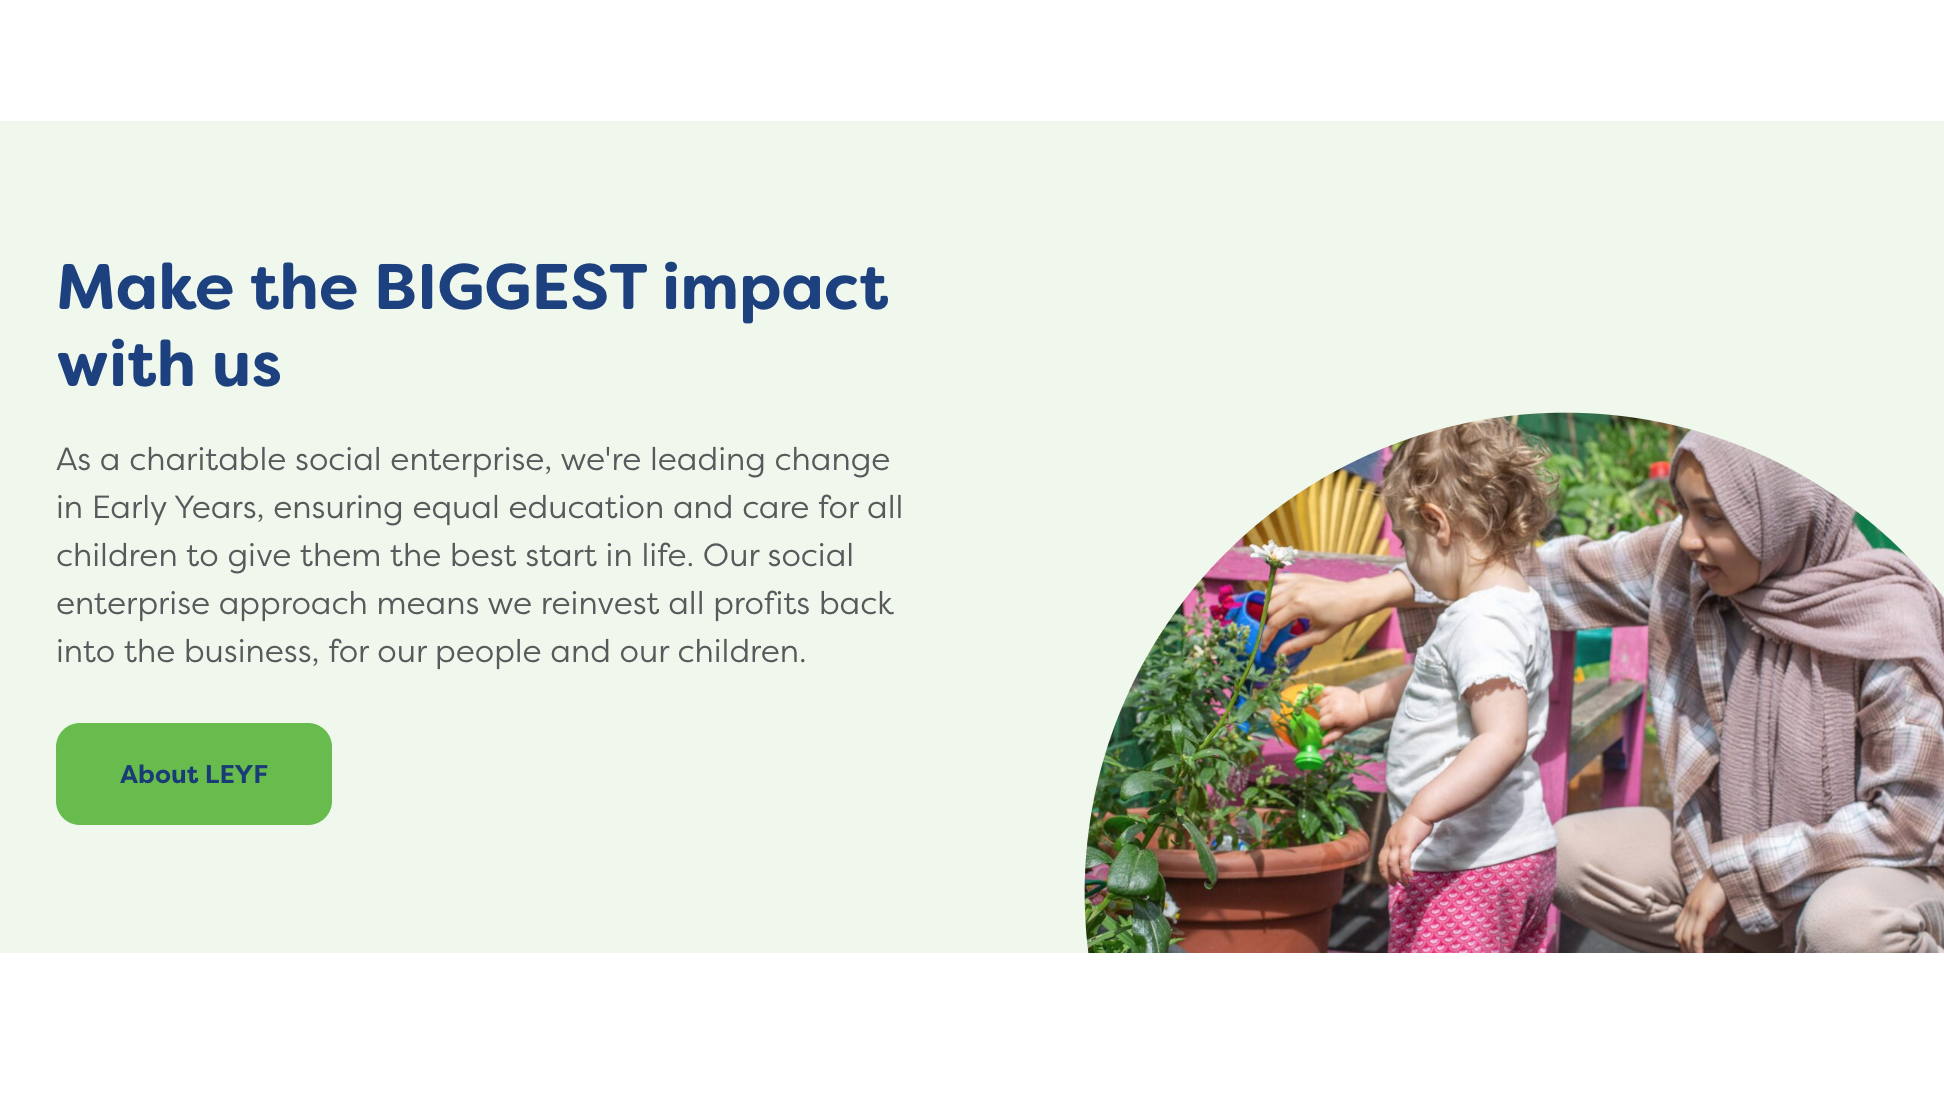 Make the BIGGEST impact
with us
As a charitable social enterprise, we're leading change
in Early Years, ensuring equal education and care for all
children to give them the best start in life. Our social
enterprise approach means we reinvest all profits back
into the business, for our people and our children.
About LEYF